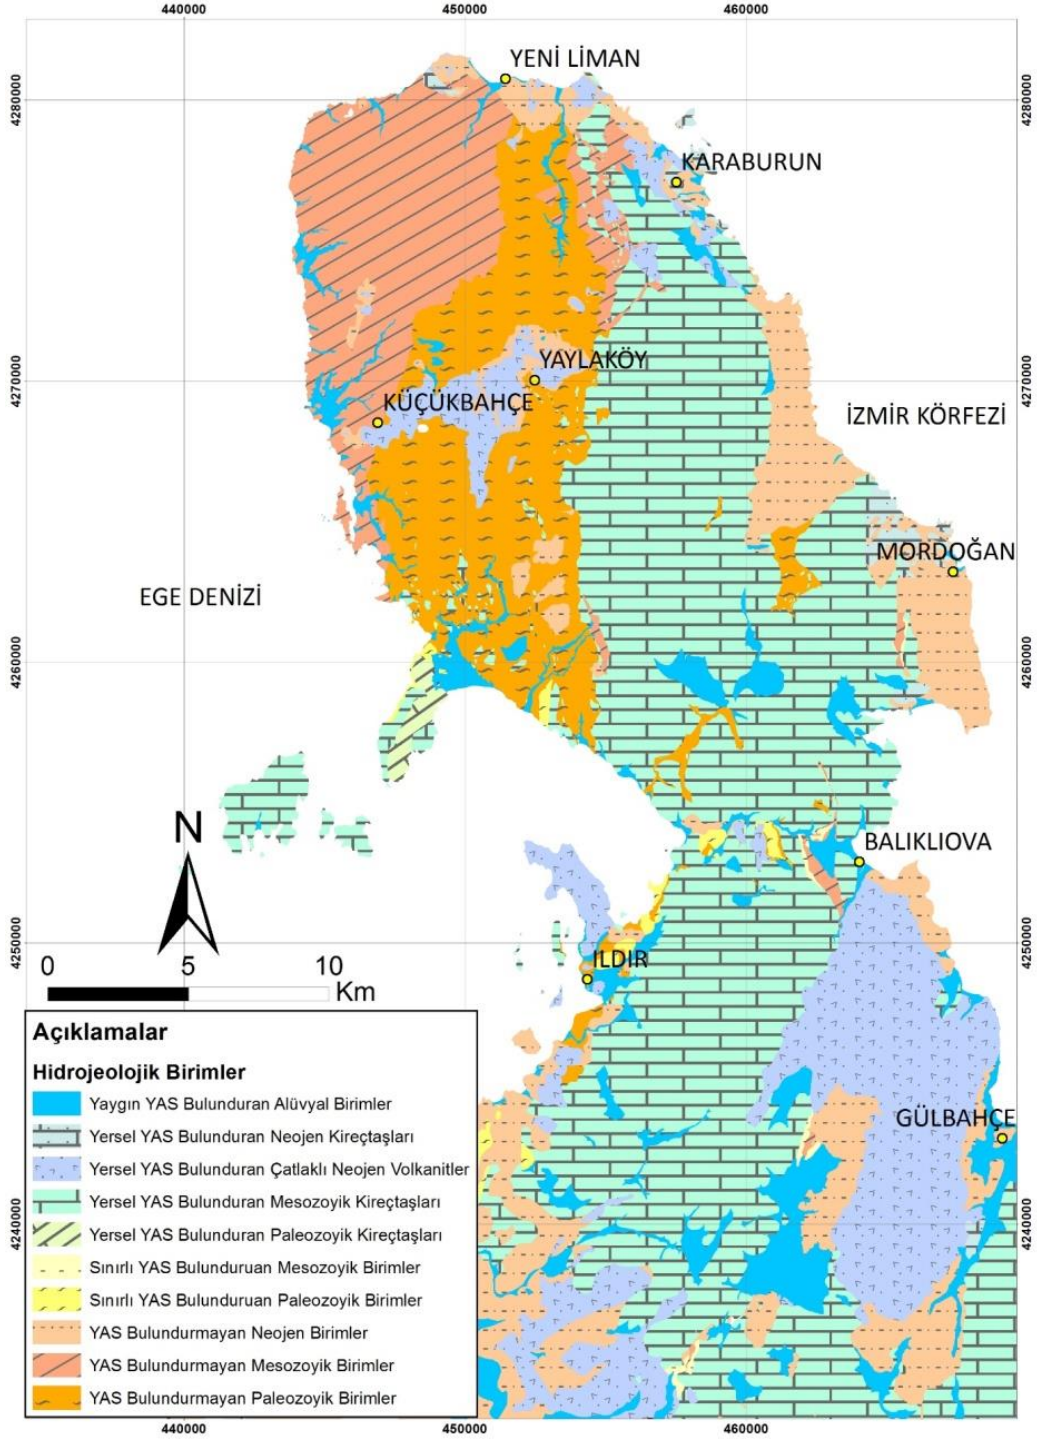 440000 450000 460000
YENİ LİMAN
4280000 4280000
KARABURUN
YAYLAKÖY
4270000 4270000
KÜÇÜKBAHÇE
İZMİR KÖRFEZİ
MORDOĞAN
EGE DENİZİ
4260000 4260000
N
BALIKLIOVA
4250000 4250000
ILDIR
0 5 10
Km
Açıklamalar
Hidrojeolojik Birimler
Yaygın YAS Bulunduran Alüvyal Birimler
GÜLBAHÇE
Yersel YAS Bulunduran Neojen Kireçtaşları
Yersel YAS Bulunduran Çatlaklı Neojen Volkanitler
Yersel YAS Bulunduran Mesozoyik Kireçtaşları
4240000 4240000
Yersel YAS Bulunduran Paleozoyik Kireçtaşları
Sınırlı YAS Bulunduruan Mesozoyik Birimler
Sınırlı YAS Bulunduruan Paleozoyik Birimler
YAS Bulundurmayan Neojen Birimler
YAS Bulundurmayan Mesozoyik Birimler
YAS Bulundurmayan Paleozoyik Birimler
440000 450000 460000